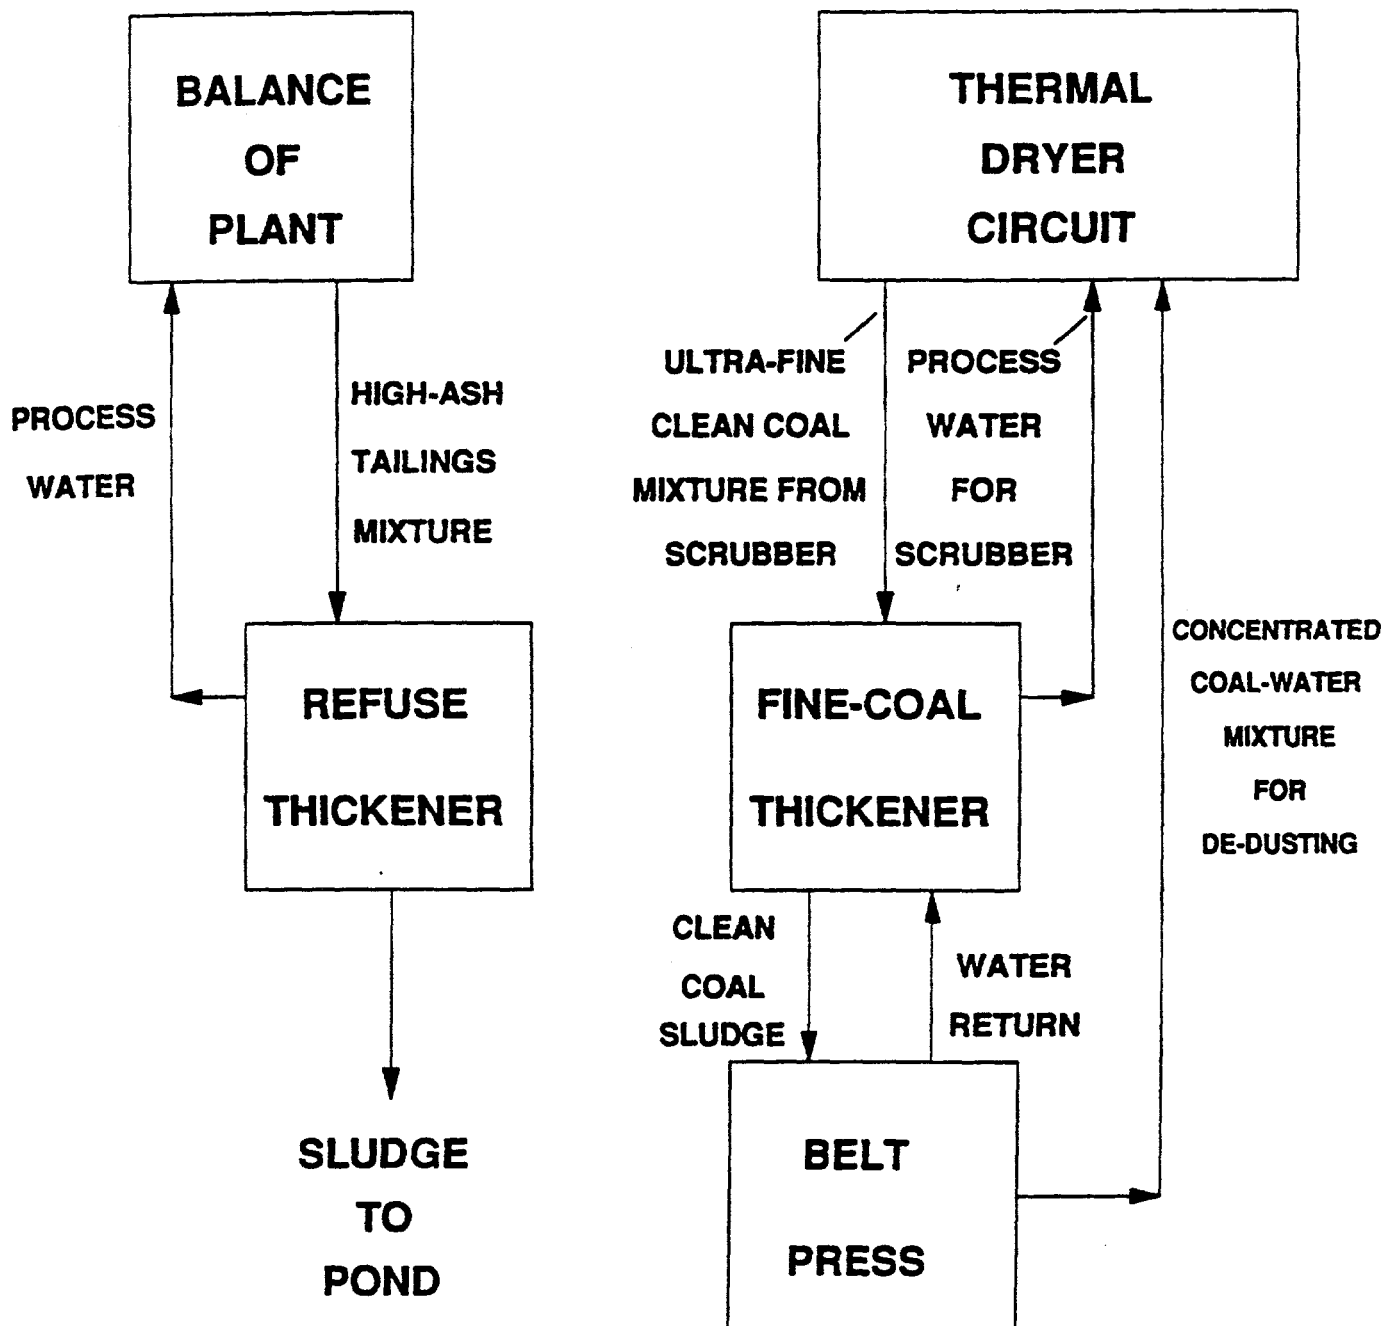 BALANCE
OF
PLANT
THERMAL
DRYER
CIRCUIT
PROCESS
WATER
HIGH-ASH
TAILINGS
MIXTURE
ULTRA-FINE
CLEAN COAL
MIXTURE FROM
SCRUBBER
PROCESS
WATER
FOR
SCRUBBER
CONCENTRATED
COAL-WATER
MIXTURE
FOR
DE-DUSTING
REFUSE
THICKENER
FINE-COAL
THICKENER
CLEAN
COAL
SLUDGE
WATER
RETURN
SLUDGE
TO
POND
BELT
PRESS